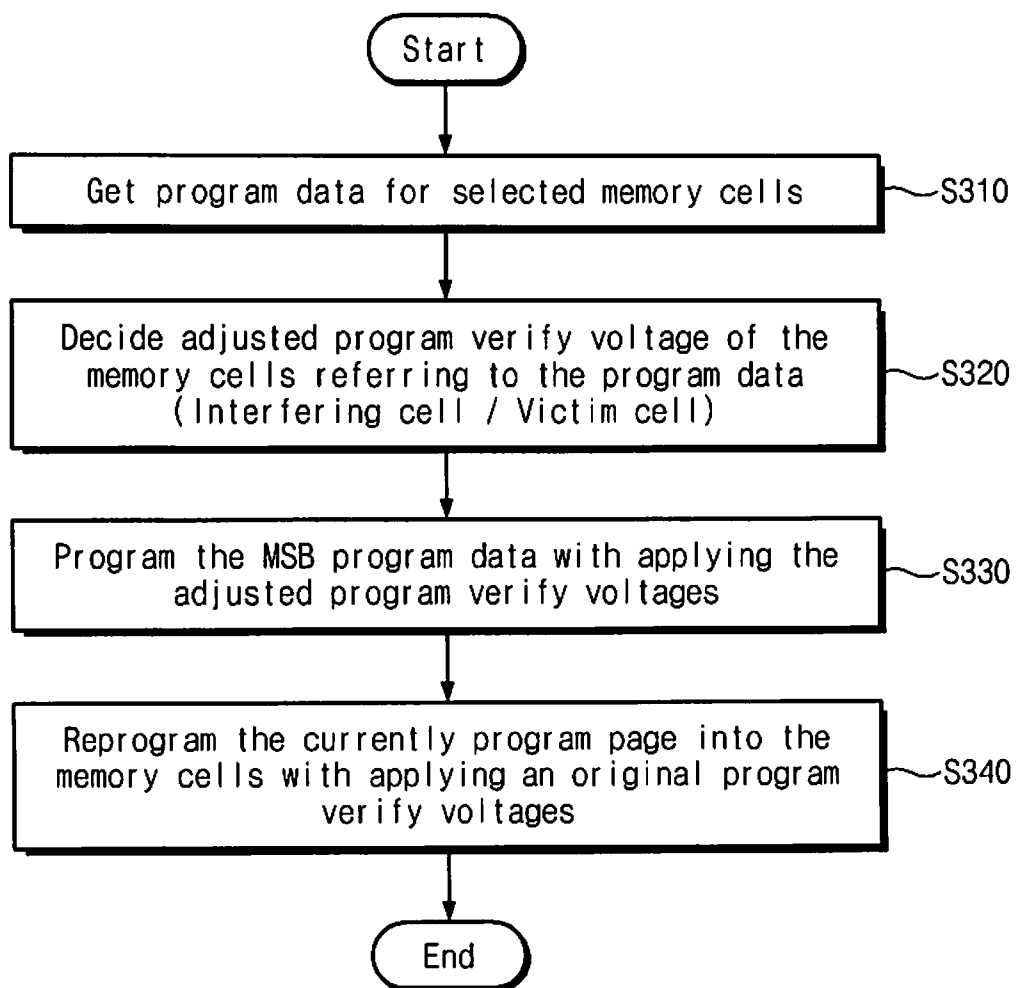 Start
Get program data for selected memory cells
S310
Decide adjusted program verify voltage of the
memory cells referring to the program data
(Interfering cell / Victim cell)
S320
Program the MSB program data with applying the
adjusted program verify voltages
S330
Reprogram the currently program page into the
memory cells with applying an original program
verify voltages
S340
End